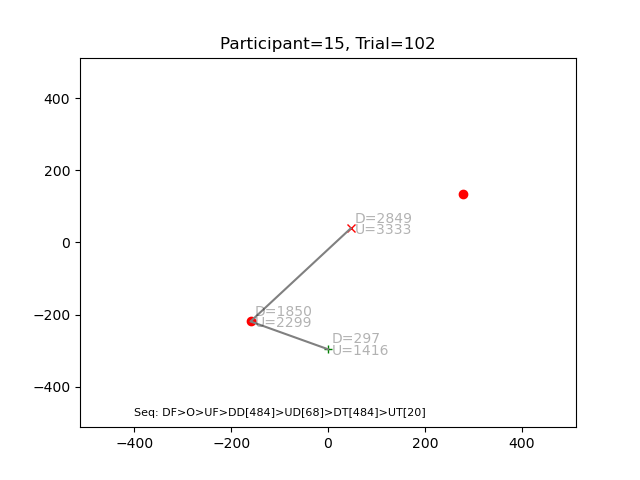 Participant=15, Trial=102
400
200
0
−200
−400
D=2849
U=3333
D=1850
U=2299
D=297
U=1416
Seq: DF>O>UF>DD[484]>UD[68]>DT[484]>UT[20]
−400 −200 0 200 400